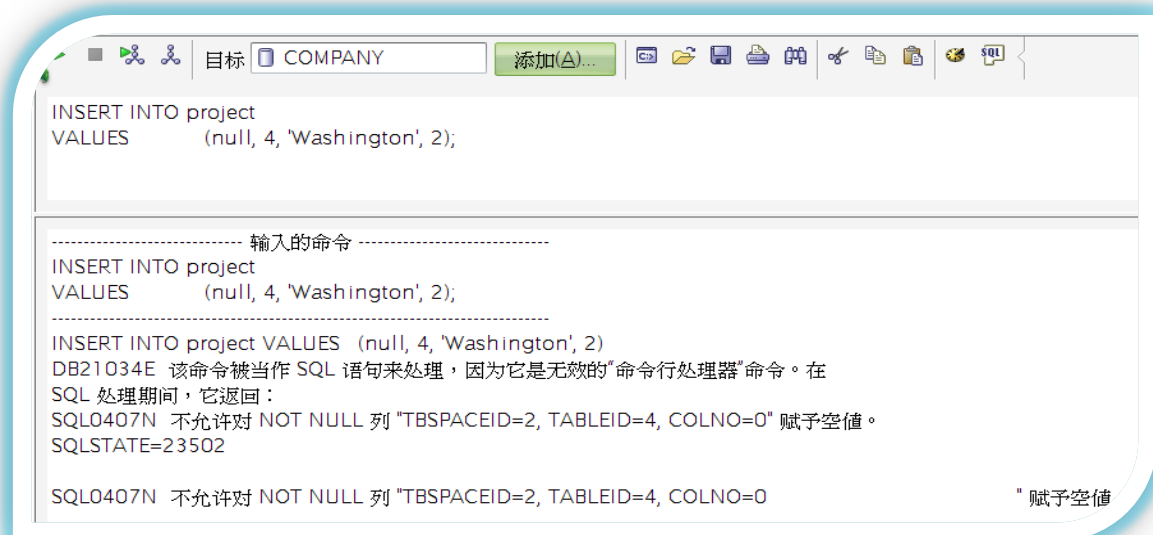 目标 COMPANY 添加(A)... C:\ SQL
INSERT INTO project
VALUES (null, 4, 'Washington', 2);
------------------------------ 输入的命令 ------------------------------
INSERT INTO project
VALUES (null, 4, 'Washington', 2);
------------------------------------------------------------------------------
INSERT INTO project VALUES (null, 4, 'Washington', 2)
DB21034E 该命令被当作 SQL 语句来处理，因为它是无效的“命令行处理器”命令。在
SQL 处理期间，它返回：
SQL0407N 不允许对 NOT NULL 列 "TBSPACEID=2, TABLEID=4, COLNO=0" 赋予空值。
SQLSTATE=23502
SQL0407N 不允许对 NOT NULL 列 "TBSPACEID=2, TABLEID=4, COLNO=0 " 赋予空值